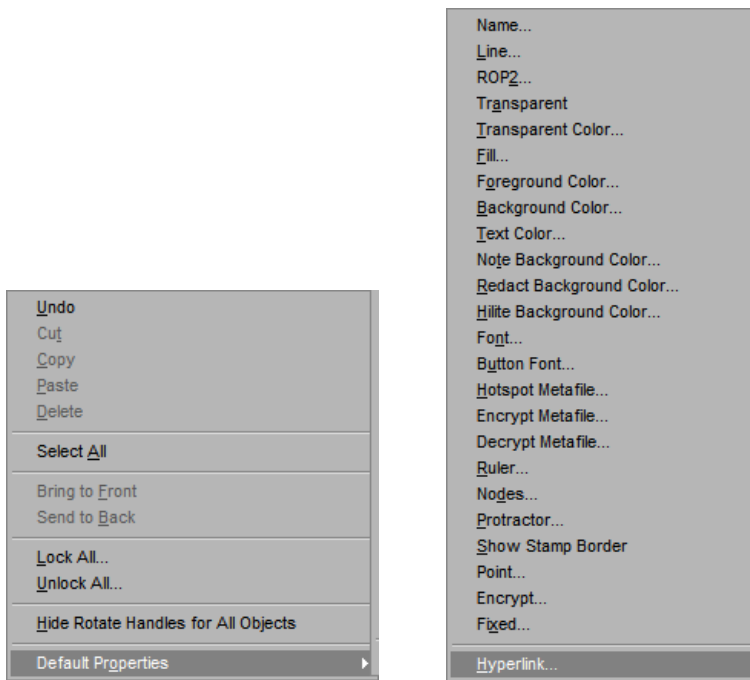 Undo
Cut
Copy
Paste
Delete
Select All
Bring to Front
Send to Back
Lock All...
Unlock All...
Hide Rotate Handles for All Objects
Default Properties
Name...
Line...
ROP2...
Transparent
Transparent Color...
Fill...
Foreground Color...
Background Color...
Text Color...
Note Background Color...
Redact Background Color...
Hilite Background Color...
Font...
Button Font...
Hotspot Metafile...
Encrypt Metafile...
Decrypt Metafile...
Ruler...
Nodes...
Protractor...
Show Stamp Border
Point...
Encrypt...
Fixed...
Hyperlink...